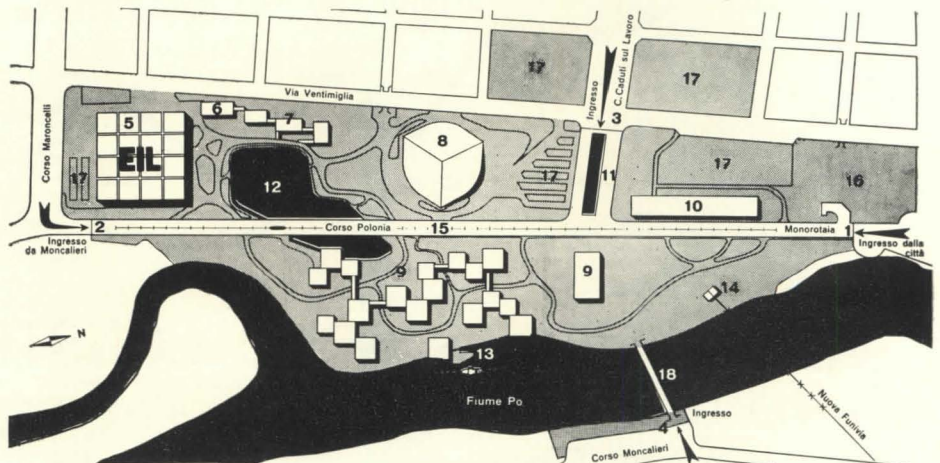 17
17
Ingresso
C. Caduti sul Lavoro
Via Ventimiglia
3
6
7
5
EIL
8
Corso Maroncelli
17
17
17
16
12
11
10
2
Corso Polonia
15
Monorotaia
1
Ingresso
da Moncalieri
Ingresso dalla
città
9
9
14
N
13
18
Fiume Po
Ingresso
4
Corso Moncalieri
Nuova Funivia